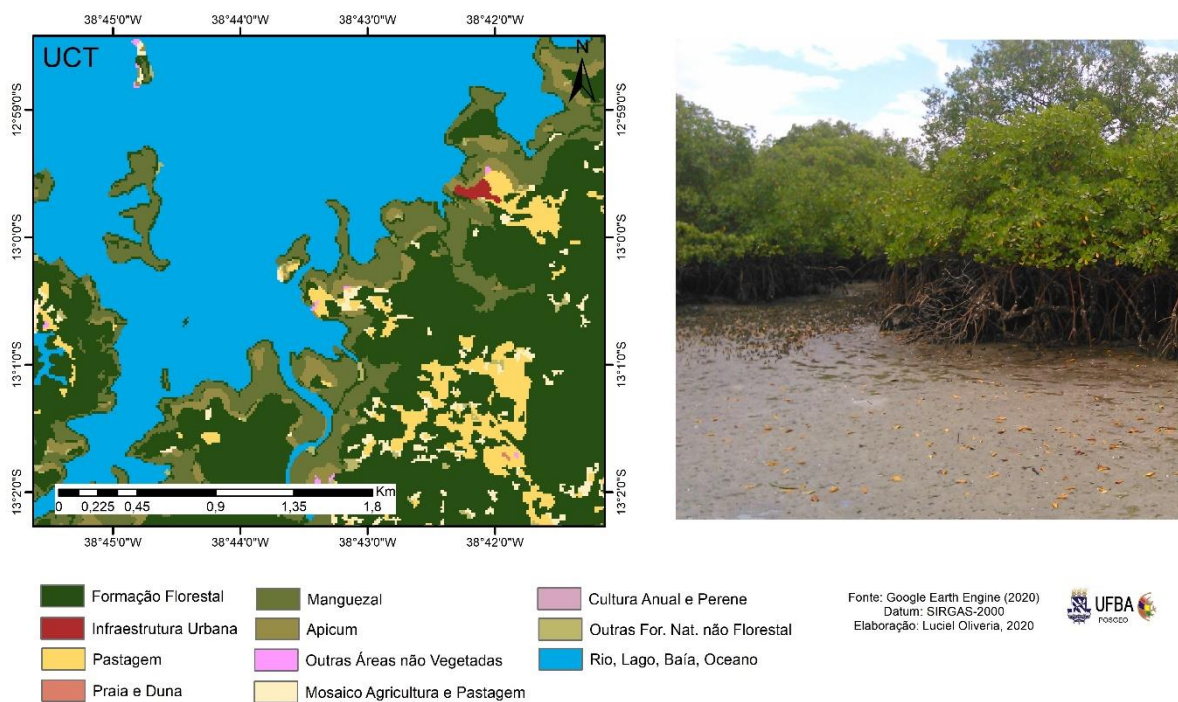 38°45'0"W 38°44'0"W 38°43'0"W 38°42'0"W
UCT
N
12°59'0"S 12°59'0"S
13°0'0"S 13°0'0"S
13°1'0"S 13°1'0"S
13°2'0"S 13°2'0"S
Km
0 0,225 0,45 0,9 1,35 1,8
38°45'0"W 38°44'0"W 38°43'0"W 38°42'0"W
Formação Florestal
Infraestrutura Urbana
Pastagem
Praia e Duna
Manguezal
Apicum
Outras Áreas não Vegetadas
Mosaico Agricultura e Pastagem
Cultura Anual e Perene
Outras For. Nat. não Florestal
Rio, Lago, Baía, Oceano
Fonte: Google Earth Engine (2020)
Datum: SIRGAS-2000
Elaboração: Luciel Oliveria, 2020
UFBA
POSGEO